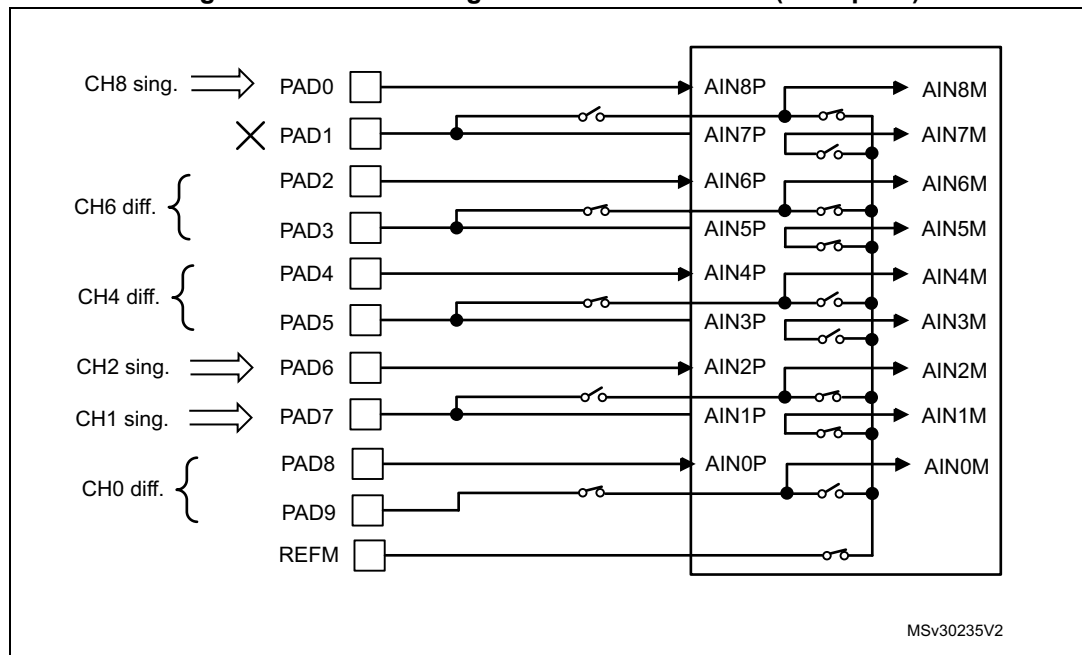 CH8 sing. PAD0 AIN8P AIN8M
PAD1 AIN7P AIN7M
PAD2 AIN6P AIN6M
CH6 diff.
PAD3 AIN5P AIN5M
PAD4 AIN4P AIN4M
CH4 diff.
PAD5 AIN3P AIN3M
CH2 sing. PAD6 AIN2P AIN2M
CH1 sing. PAD7 AIN1P AIN1M
PAD8 AIN0P AIN0M
CH0 diff.
PAD9
REFM
MSv30235V2